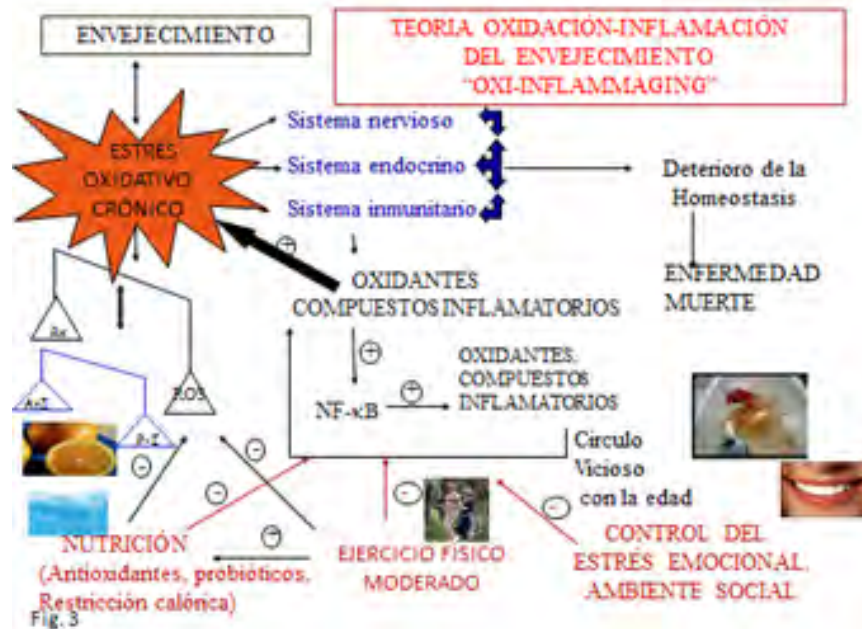 ENVEJECIMIENTO
TEORIA OXIDACIÓN-INFLAMACIÓN
DEL ENVEJECIMIENTO
“OXI-INFLAMMAGING”
ESTRES
OXIDATIVO
CRÓNICO
Sistema nervioso
Sistema endocrino
Sistema inmunitario
Deterioro de la
Homeostasis
ENFERMEDAD
MUERTE
+
OXIDANTES
COMPUESTOS INFLAMATORIOS
+
NF-κB
+
OXIDANTES,
COMPUESTOS
INFLAMATORIOS
Ax
ROS
AxI
P-I
Circulo
Vicioso
con la edad
-
-
-
-
-
NUTRICIÓN
(Antioxidantes, probióticos,
Restricción calórica)
+
EJERCICIO FISICO
MODERADO
CONTROL DEL
ESTRÉS EMOCIONAL,
AMBIENTE SOCIAL
Fig. 3